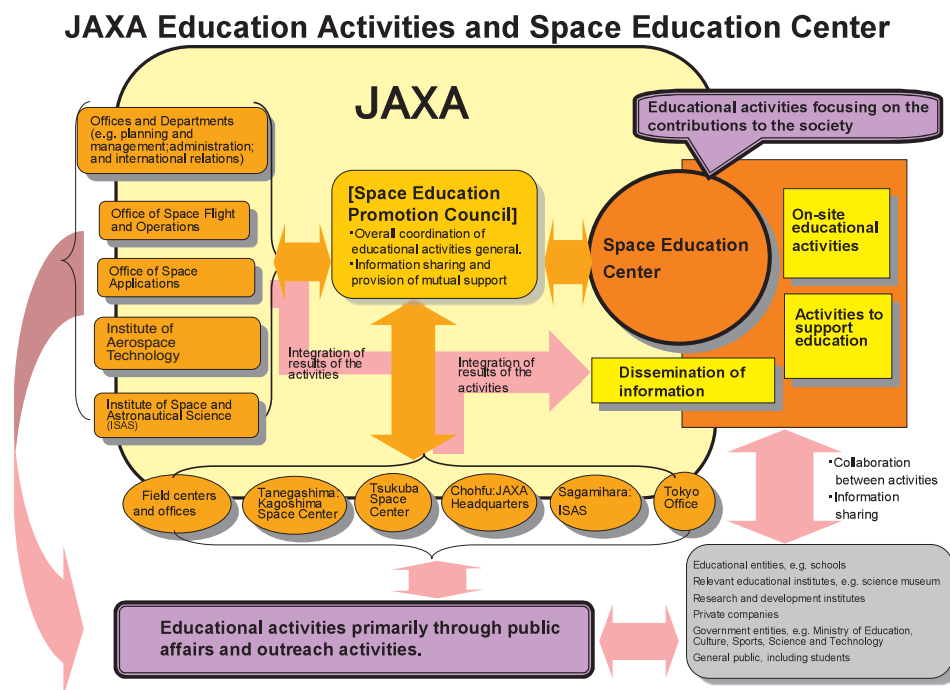 JAXA Education Activities and Space Education Center
JAXA
Educational activities focusing on the
contributions to the society
Offices and Departments
(e.g. planning and
management;administration;
and international relations)
Office of Space Flight
and Operations
Office of Space
Applications
Institute of
Aerospace
Technology
Institute of Space and
Astronautical Science
(ISAS)
[Space Education
Promotion Council]
・Overall coordination of
educational activities general.
・Information sharing and
provision of mutual support
Space Education
Center
On-site
educational
activities
Activities to
support
education
Dissemination of
information
Integration of
results of the
activities
Integration of
results of the
activities
Field centers
and offices
Tanegashima:
Kagoshima
Space Center
Tsukuba
Space
Center
Chohfu:JAXA
Headquarters
Sagamihara:
ISAS
Tokyo
Office
・Collaboration
between activities
・Information
sharing
Educational entities, e.g. schools
Relevant educational institutes, e.g. science museum
Research and development institutes
Private companies
Government entities, e.g. Ministry of Education,
Culture, Sports, Science and Technology
General public, including students
Educational activities primarily through public
affairs and outreach activities.